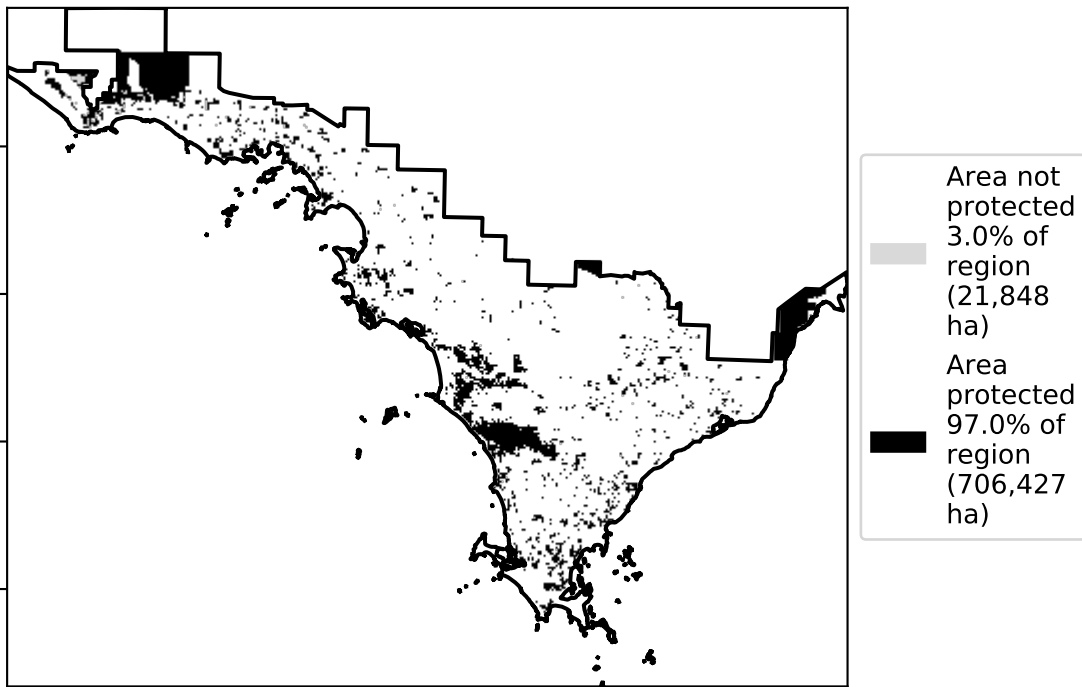 Area not
protected
3.0% of
region
(21,848
ha)
Area
protected
97.0% of
region
(706,427
ha)